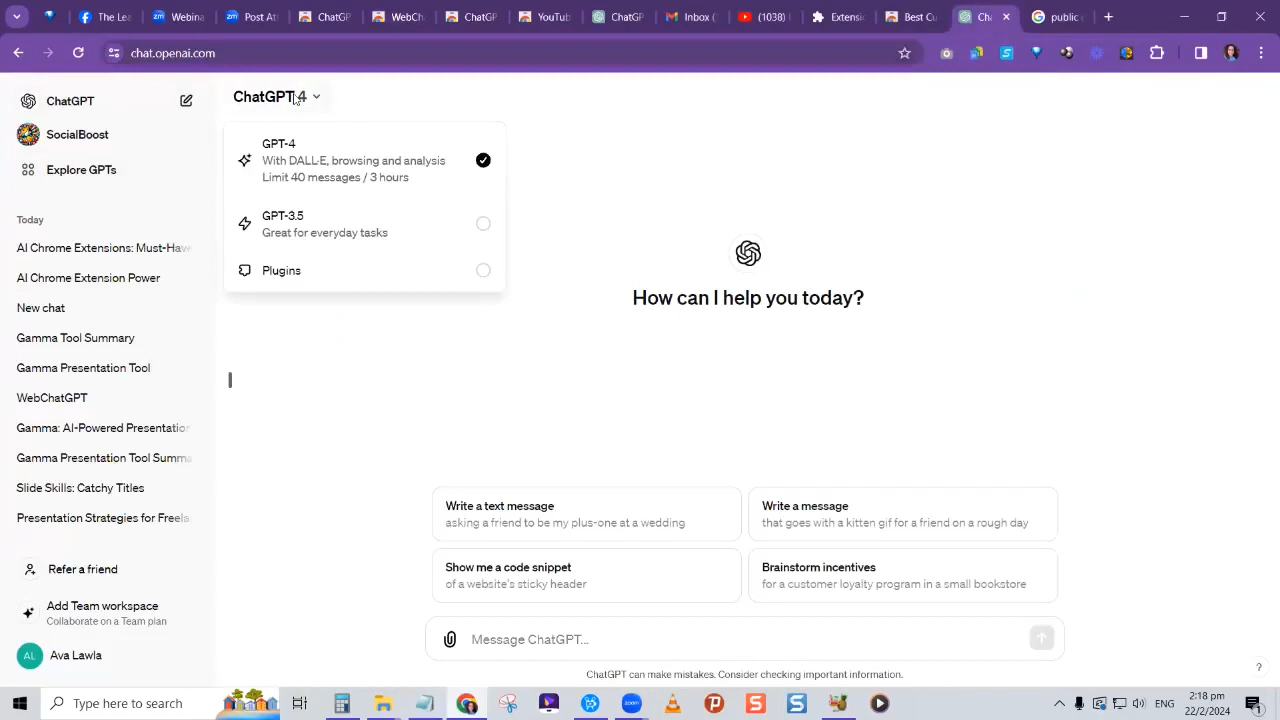 The Lea
Webina
Post At
ChatGP
WebCh
ChatGP
YouTub
ChatGP
Inbox (
(1038)
Extensi
Best Cu
Cha
public c
chat.openai.com
ChatGPT
SocialBoost
Explore GPTs
Today
AI Chrome Extensions: Must-Have
AI Chrome Extension Power
New chat
Gamma Tool Summary
Gamma Presentation Tool
WebChatGPT
Gamma: AI-Powered Presentation
Gamma Presentation Tool Summa
Slide Skills: Catchy Titles
Presentation Strategies for Freels
Refer a friend
Add Team workspace
Collaborate on a Team plan
AL
Ava Lawla
ChatGPT 4
GPT-4
With DALL·E, browsing and analysis
Limit 40 messages / 3 hours
GPT-3.5
Great for everyday tasks
Plugins
How can I help you today?
Write a text message
asking a friend to be my plus-one at a wedding
Write a message
that goes with a kitten gif for a friend on a rough day
Show me a code snippet
of a website's sticky header
Brainstorm incentives
for a customer loyalty program in a small bookstore
Message ChatGPT...
ChatGPT can make mistakes. Consider checking important information.
?
Type here to search
2:18 pm
22/2/2024